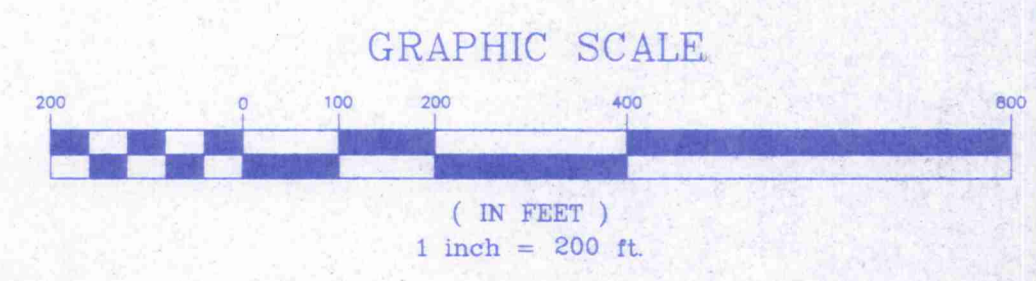 GRAPHIC SCALE
200 0 100 200 400 800
( IN FEET )
1 inch = 200 ft.